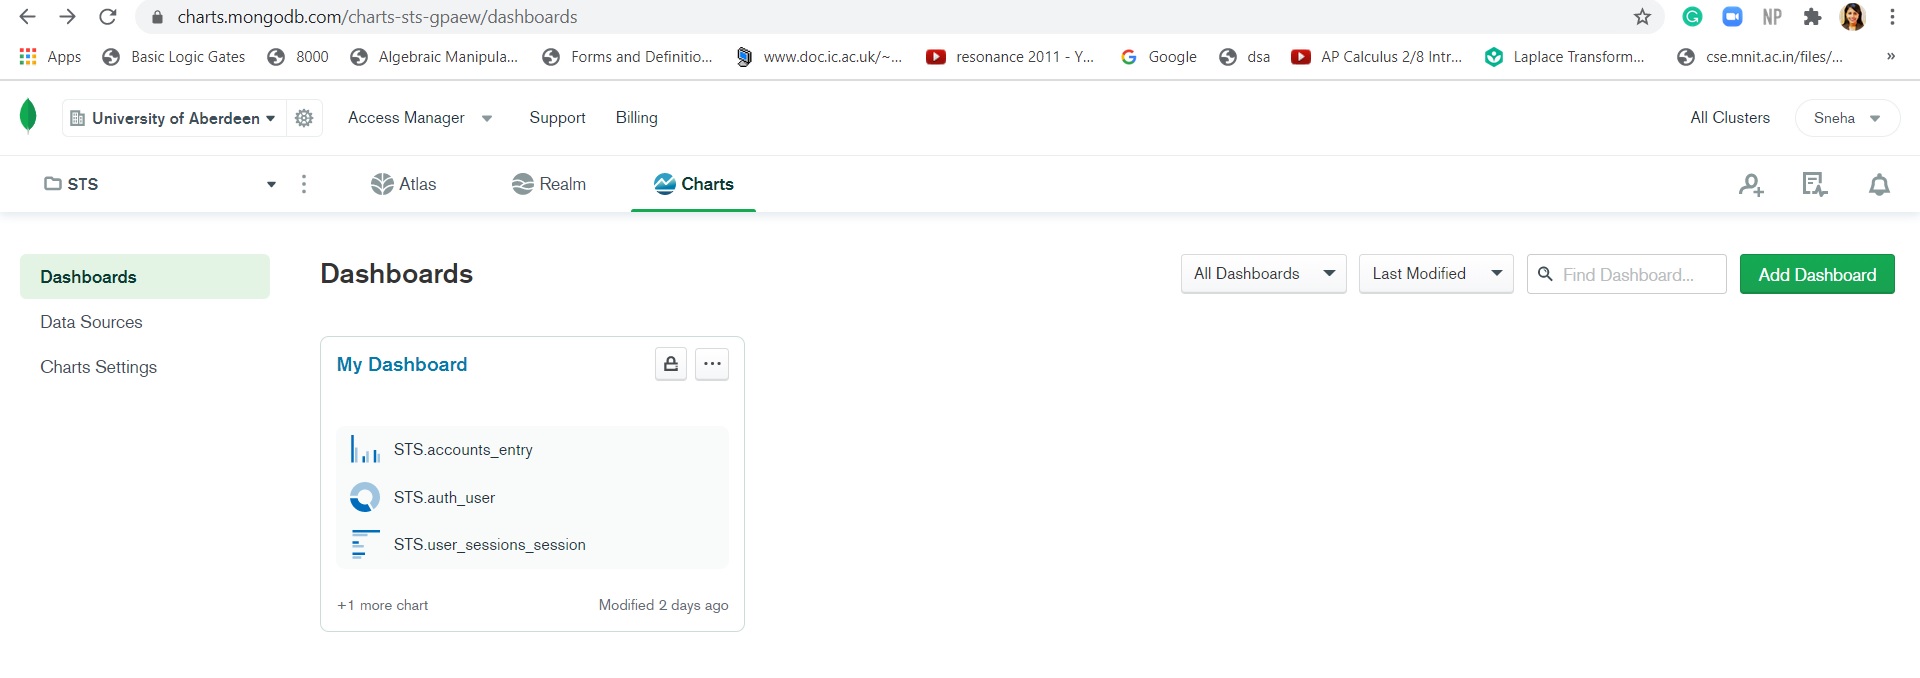 charts.mongodb.com/charts-sts-gpaew/dashboards
NP
Apps Basic Logic Gates 8000 Algebraic Manipula... Forms and Definitio... www.doc.ic.ac.uk/~... resonance 2011 - Y... Google dsa AP Calculus 2/8 Intr... Laplace Transform... cse.mnit.ac.in/files/... »
University of Aberdeen Access Manager Support Billing All Clusters Sneha
STS Atlas Realm Charts
Dashboards
Data Sources
Charts Settings
Dashboards All Dashboards Last Modified Find Dashboard... Add Dashboard
My Dashboard
STS.accounts_entry
STS.auth_user
STS.user_sessions_session
+1 more chart Modified 2 days ago